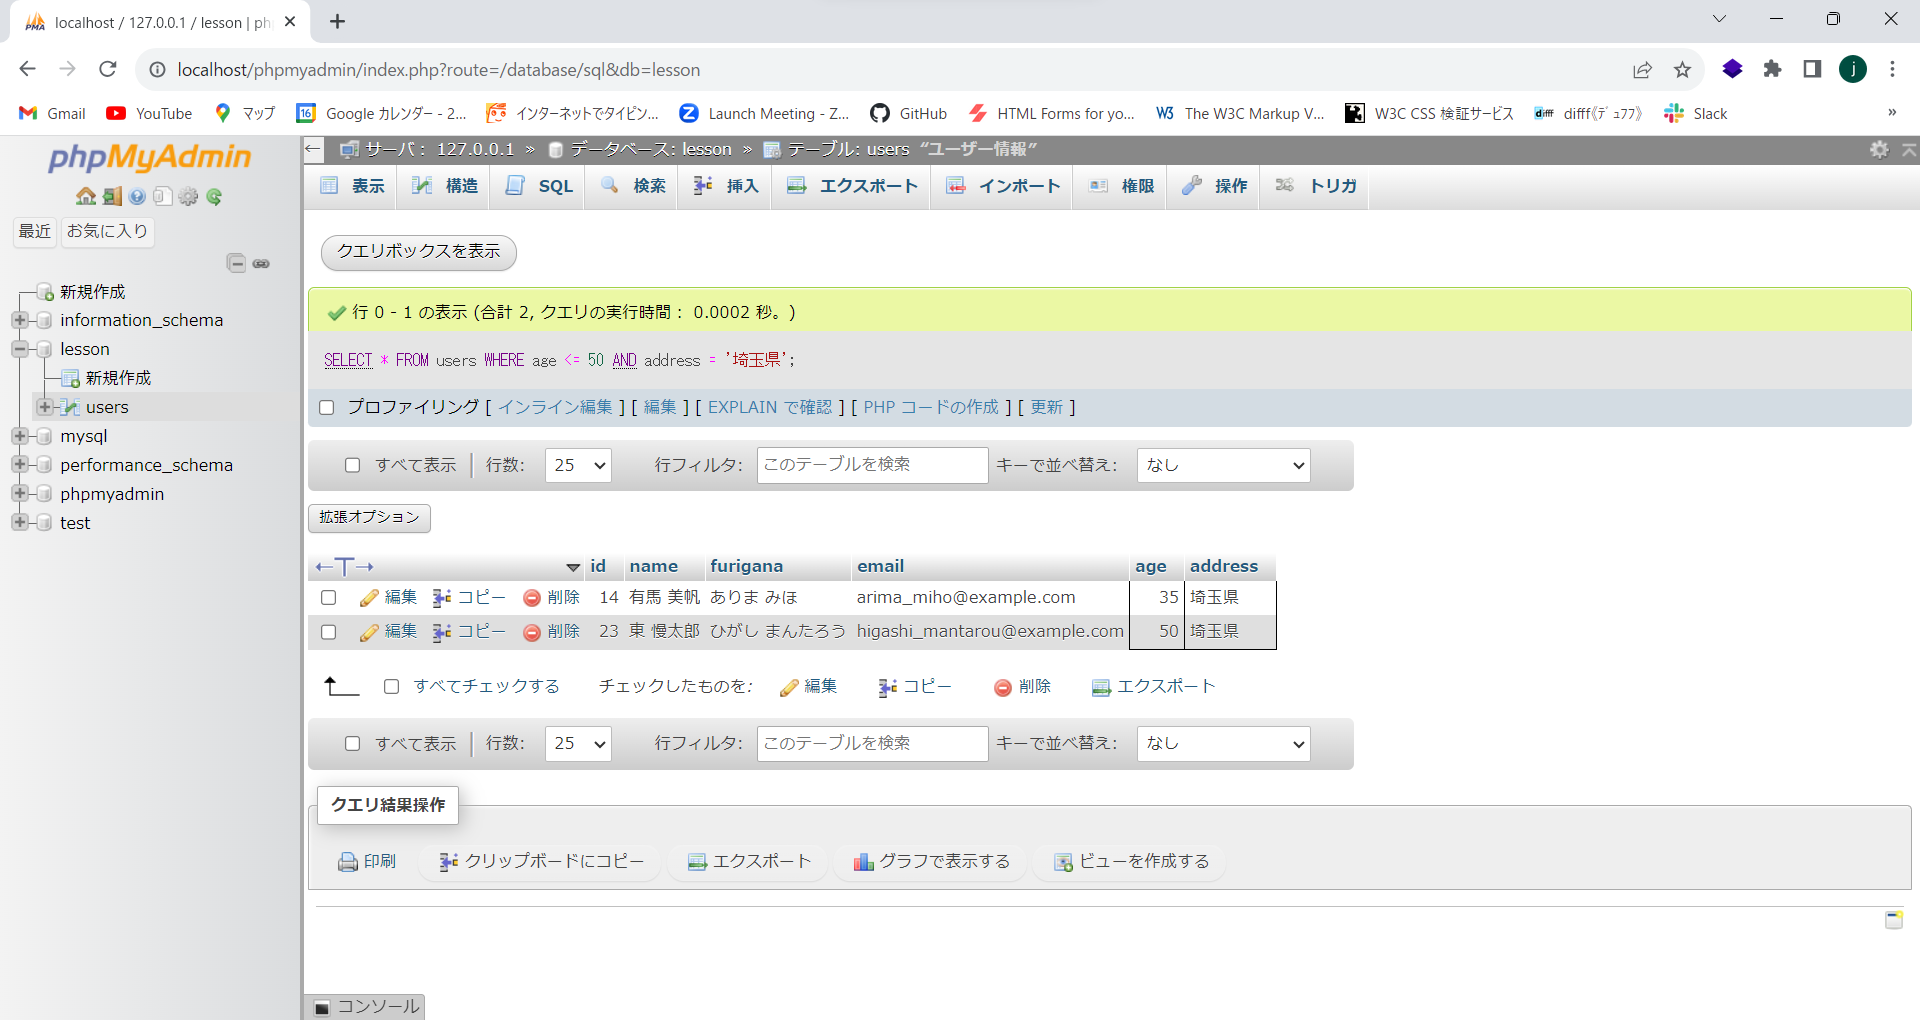 localhost / 127.0.0.1 / lesson | ph
localhost/phpmyadmin/index.php?route=/database/sql&db=lesson
j
Gmail YouTube マップ Google カレンダー - 2... インターネットでタイピン... Launch Meeting - Z... GitHub HTML Forms for yo... The W3C Markup V... W3C CSS 検証サービス difff《ﾃﾞｭﾌﾌ》 Slack »
phpMyAdmin
最近 お気に入り
新規作成
information_schema
lesson
新規作成
users
mysql
performance_schema
phpmyadmin
test
サーバ： 127.0.0.1 » データベース: lesson » テーブル: users “ユーザー情報”
表示 構造 SQL 検索 挿入 エクスポート インポート 権限 操作 トリガ
クエリボックスを表示
行 0 - 1 の表示 (合計 2, クエリの実行時間： 0.0002 秒。)
SELECT * FROM users WHERE age <= 50 AND address = '埼玉県';
プロファイリング [ インライン編集 ] [ 編集 ] [ EXPLAIN で確認 ] [ PHP コードの作成 ] [ 更新 ]
すべて表示 行数: 25 行フィルタ: このテーブルを検索 キーで並べ替え: なし
拡張オプション
←T→ id name furigana email age address
編集 コピー 削除 14 有馬 美帆 ありま みほ arima_miho@example.com 35 埼玉県
編集 コピー 削除 23 東 慢太郎 ひがし まんたろう higashi_mantarou@example.com 50 埼玉県
すべてチェックする チェックしたものを: 編集 コピー 削除 エクスポート
すべて表示 行数: 25 行フィルタ: このテーブルを検索 キーで並べ替え: なし
クエリ結果操作
印刷 クリップボードにコピー エクスポート グラフで表示する ビューを作成する
コンソール